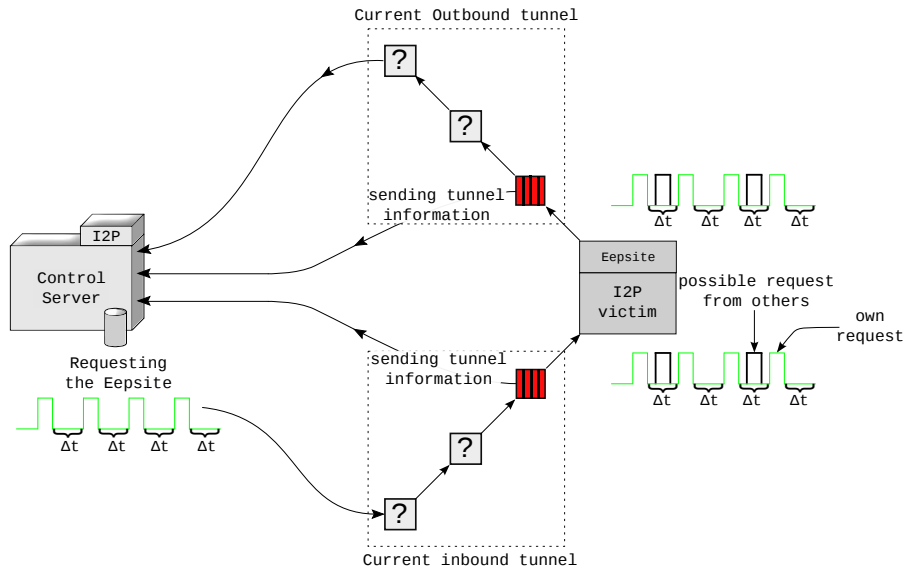 Current Outbound tunnel
?
?
sending tunnel
information
I2P
Control
Server
Requesting
the Eepsite
Δt Δt Δt Δt
Δt Δt Δt Δt
Eepsite
I2P
victim
possible request
from others
own
request
Δt Δt Δt Δt
sending tunnel
information
?
?
Current inbound tunnel